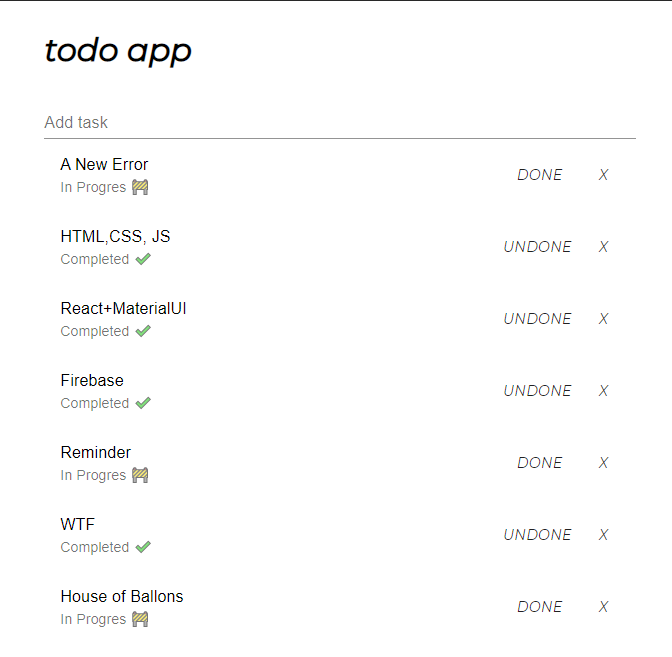 todo app
Add task
A New Error
In Progres 🚧
DONE X
HTML,CSS, JS
Completed ✔
UNDONE X
React+MaterialUI
Completed ✔
UNDONE X
Firebase
Completed ✔
UNDONE X
Reminder
In Progres 🚧
DONE X
WTF
Completed ✔
UNDONE X
House of Ballons
In Progres 🚧
DONE X